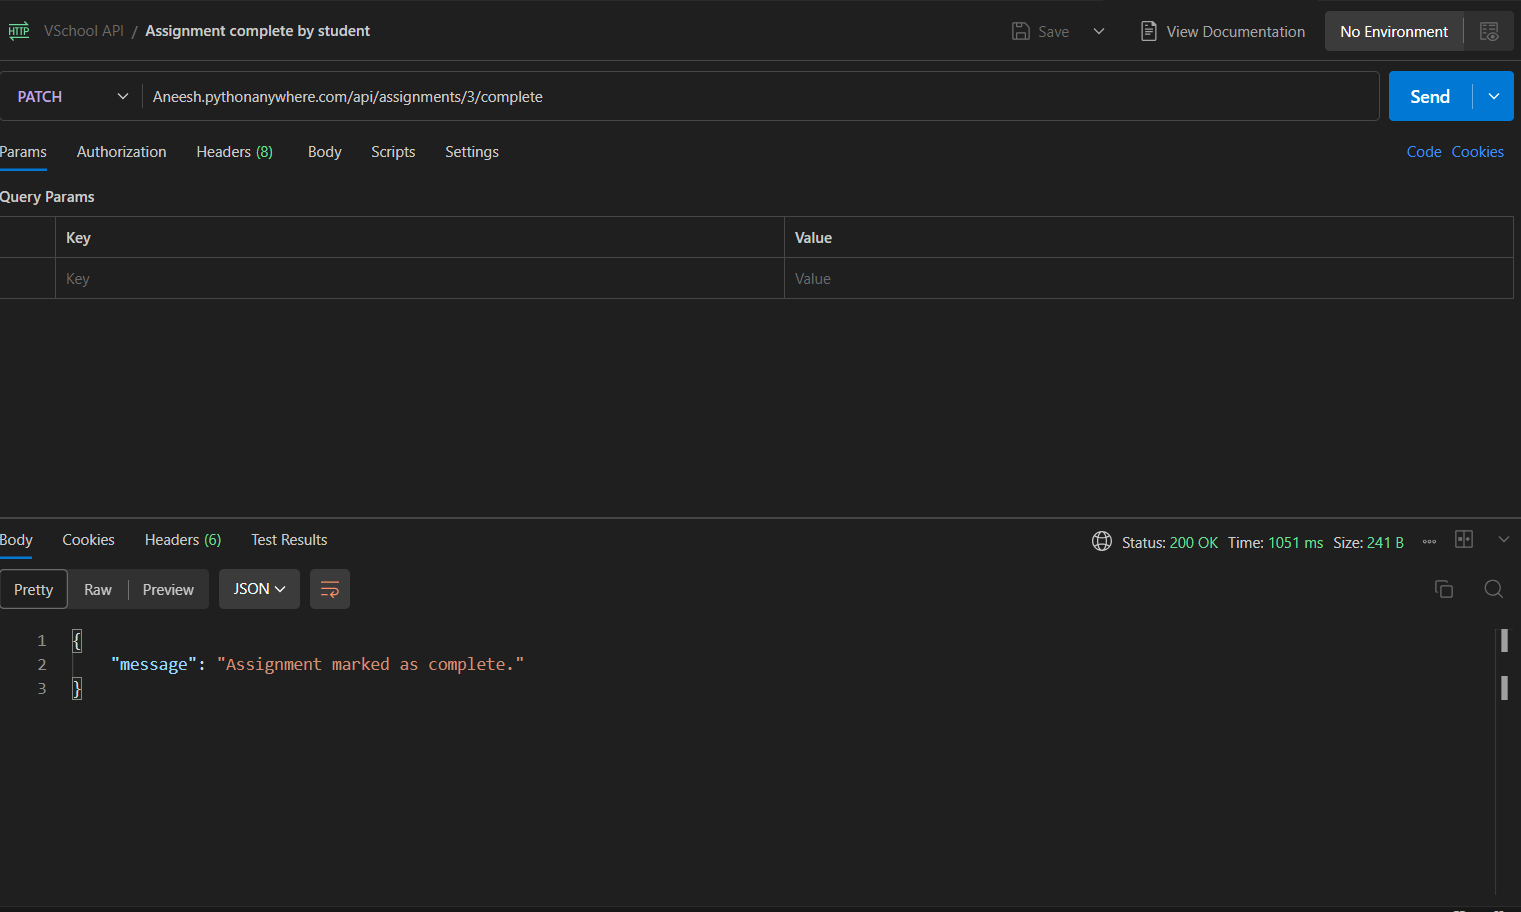 HTTP VSchool API / Assignment complete by student Save View Documentation No Environment
PATCH Aneesh.pythonanywhere.com/api/assignments/3/complete Send
Params Authorization Headers (8) Body Scripts Settings Code Cookies
Query Params
Key Value
Key Value
Body Cookies Headers (6) Test Results Status: 200 OK Time: 1051 ms Size: 241 B
Pretty Raw Preview JSON
1 {
2 "message": "Assignment marked as complete."
3 }